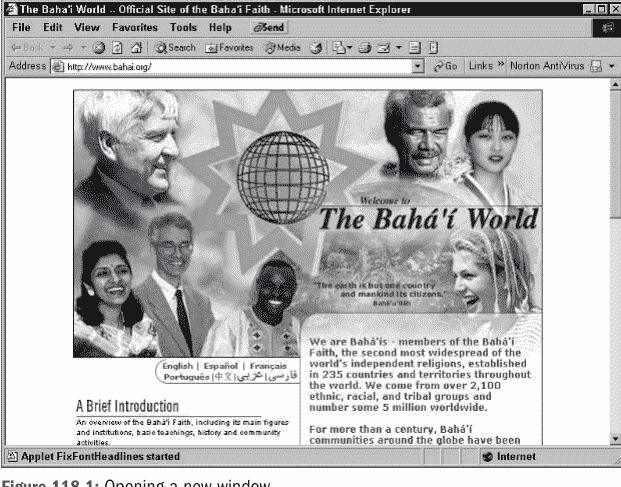 The Baha'i World -- Official Site of the Baha'i Faith - Microsoft Internet Explorer
File Edit View Favorites Tools Help Send
Back Search Favorites Media
Address http://www.bahai.org/ Go Links » Norton AntiVirus
Welcome to
The Bahá'í World
"The earth is but one country
and mankind its citizens."
Bahá'u'lláh
English | Español | Français
Português | 中文 | عربي | فارسی
A Brief Introduction
An overview of the Bahá'í Faith, including its main figures
and institutions, basic teachings, history and community
activities.
We are Bahá'ís - members of the Bahá'í
Faith, the second most widespread of the
world's independent religions, established
in 235 countries and territories throughout
the world. We come from over 2,100
ethnic, racial, and tribal groups and
number some 5 million worldwide.
For more than a century, Bahá'í
communities around the globe have been
Applet FixFontHeadlines started Internet
Figure 118-1: Opening a new window